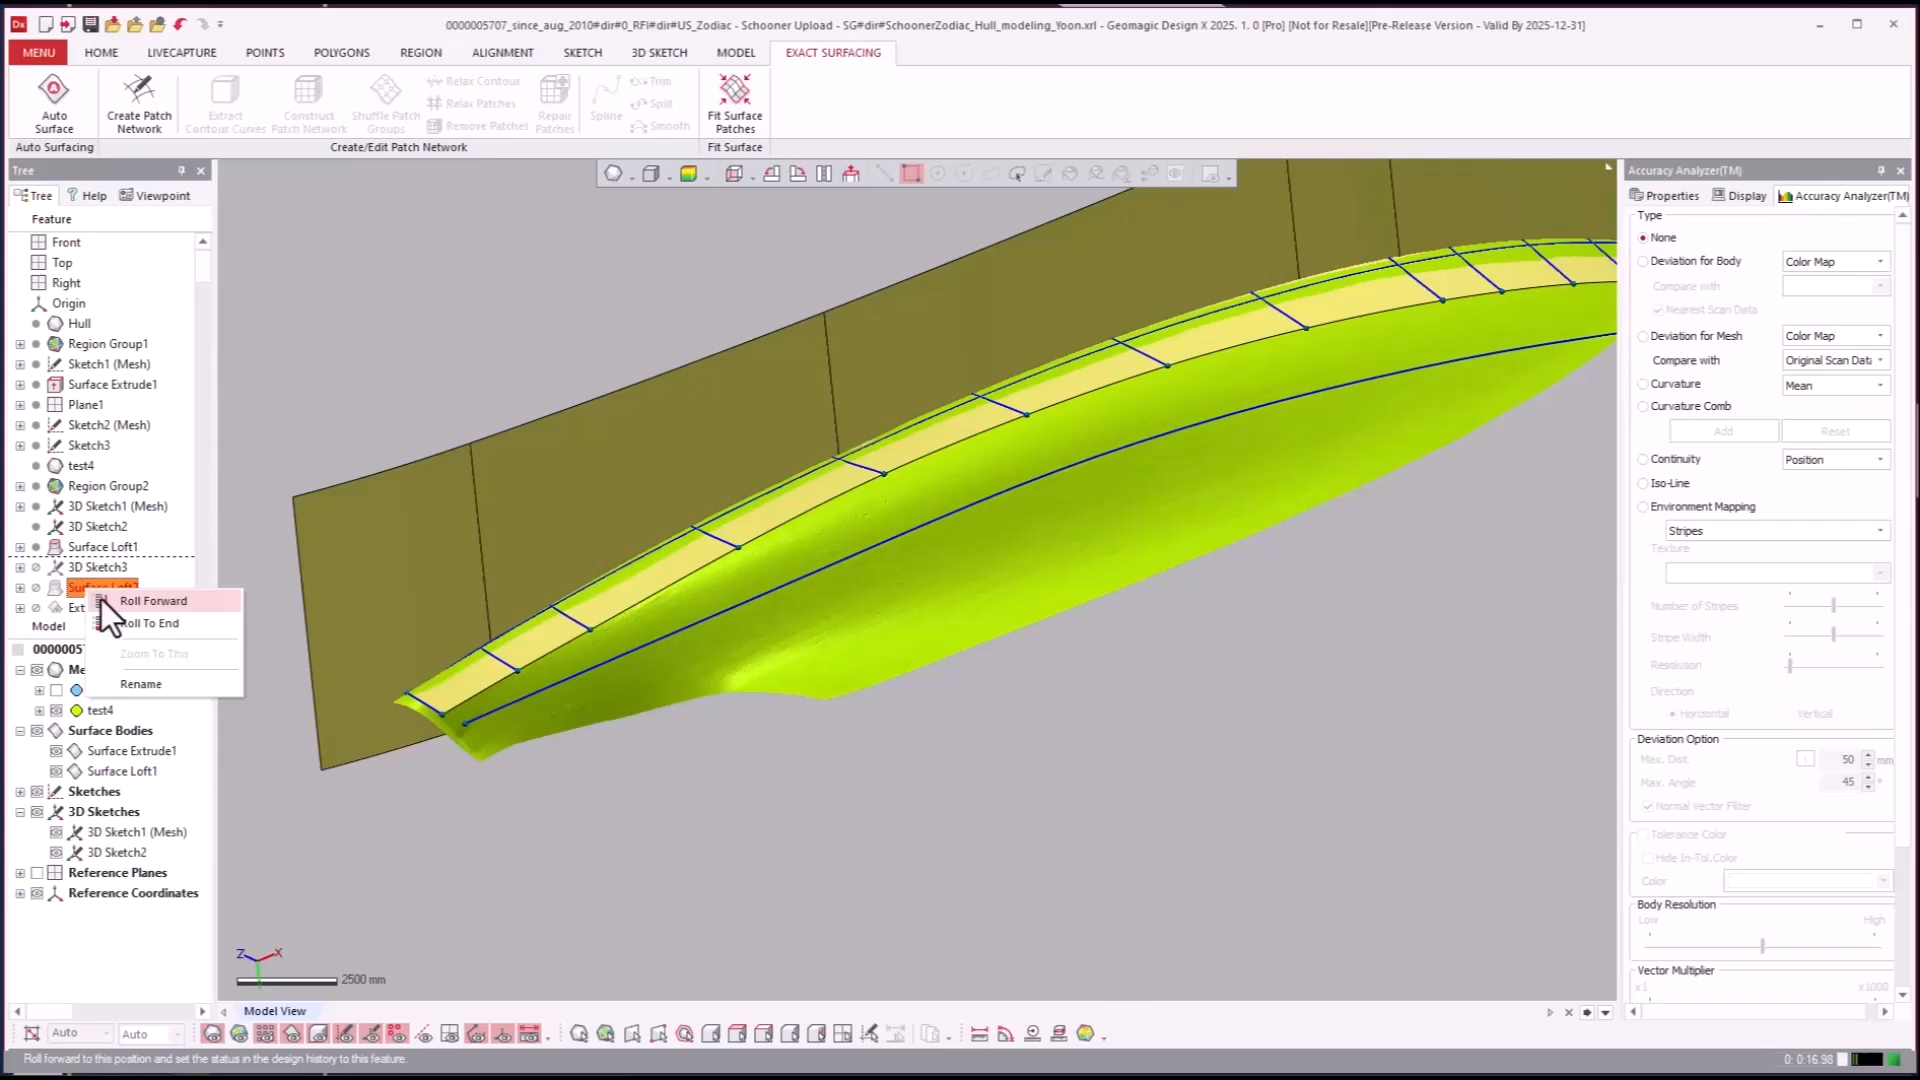 Dx
0000005707_since_aug_2010#dir#0_RFI#dir#US_Zodiac - Schooner Upload - SG#dir#SchoonerZodiac_Hull_modeling_Yoon.xrl - Geomagic Design X 2025. 1. 0 [Pro] [Not for Resale][Pre-Release Version - Valid By 2025-12-31]
MENU HOME LIVECAPTURE POINTS POLYGONS REGION ALIGNMENT SKETCH 3D SKETCH MODEL EXACT SURFACING
Auto Surface
Create Patch Network
Extract Contour Curves
Construct Patch Network
Shuffle Patch Groups
Relax Contour
Relax Patches
Remove Patches
Repair Patches
Spline
Trim
Split
Smooth
Fit Surface Patches
Auto Surfacing Create/Edit Patch Network Fit Surface
Tree
Tree Help Viewpoint
Feature
Front
Top
Right
Origin
Hull
Region Group1
Sketch1 (Mesh)
Surface Extrude1
Plane1
Sketch2 (Mesh)
Sketch3
test4
Region Group2
3D Sketch1 (Mesh)
3D Sketch2
Surface Loft1
3D Sketch3
Surface Loft2
Ext
Roll Forward
Roll To End
Zoom To This
Rename
Model
00000057
Me
test4
Surface Bodies
Surface Extrude1
Surface Loft1
Sketches
3D Sketches
3D Sketch1 (Mesh)
3D Sketch2
Reference Planes
Reference Coordinates
Z X
2500 mm
Model View
Auto Auto
Roll forward to this position and set the status in the design history to this feature.
0: 0:16.98
Accuracy Analyzer(TM)
Properties Display Accuracy Analyzer(TM)
Type
None
Deviation for Body Color Map
Compare with
Nearest Scan Data
Deviation for Mesh Color Map
Compare with Original Scan Data
Curvature Mean
Curvature Comb
Add Reset
Continuity Position
Iso-Line
Environment Mapping
Stripes
Texture
Number of Stripes
Stripe Width
Resolution
Direction
Horizontal Vertical
Deviation Option
Max. Dist. 50 mm
Max. Angle 45 °
Normal Vector Filter
Tolerance Color
Hide In-Tol.Color
Color
Body Resolution
Low High
Vector Multiplier
x1 x1000